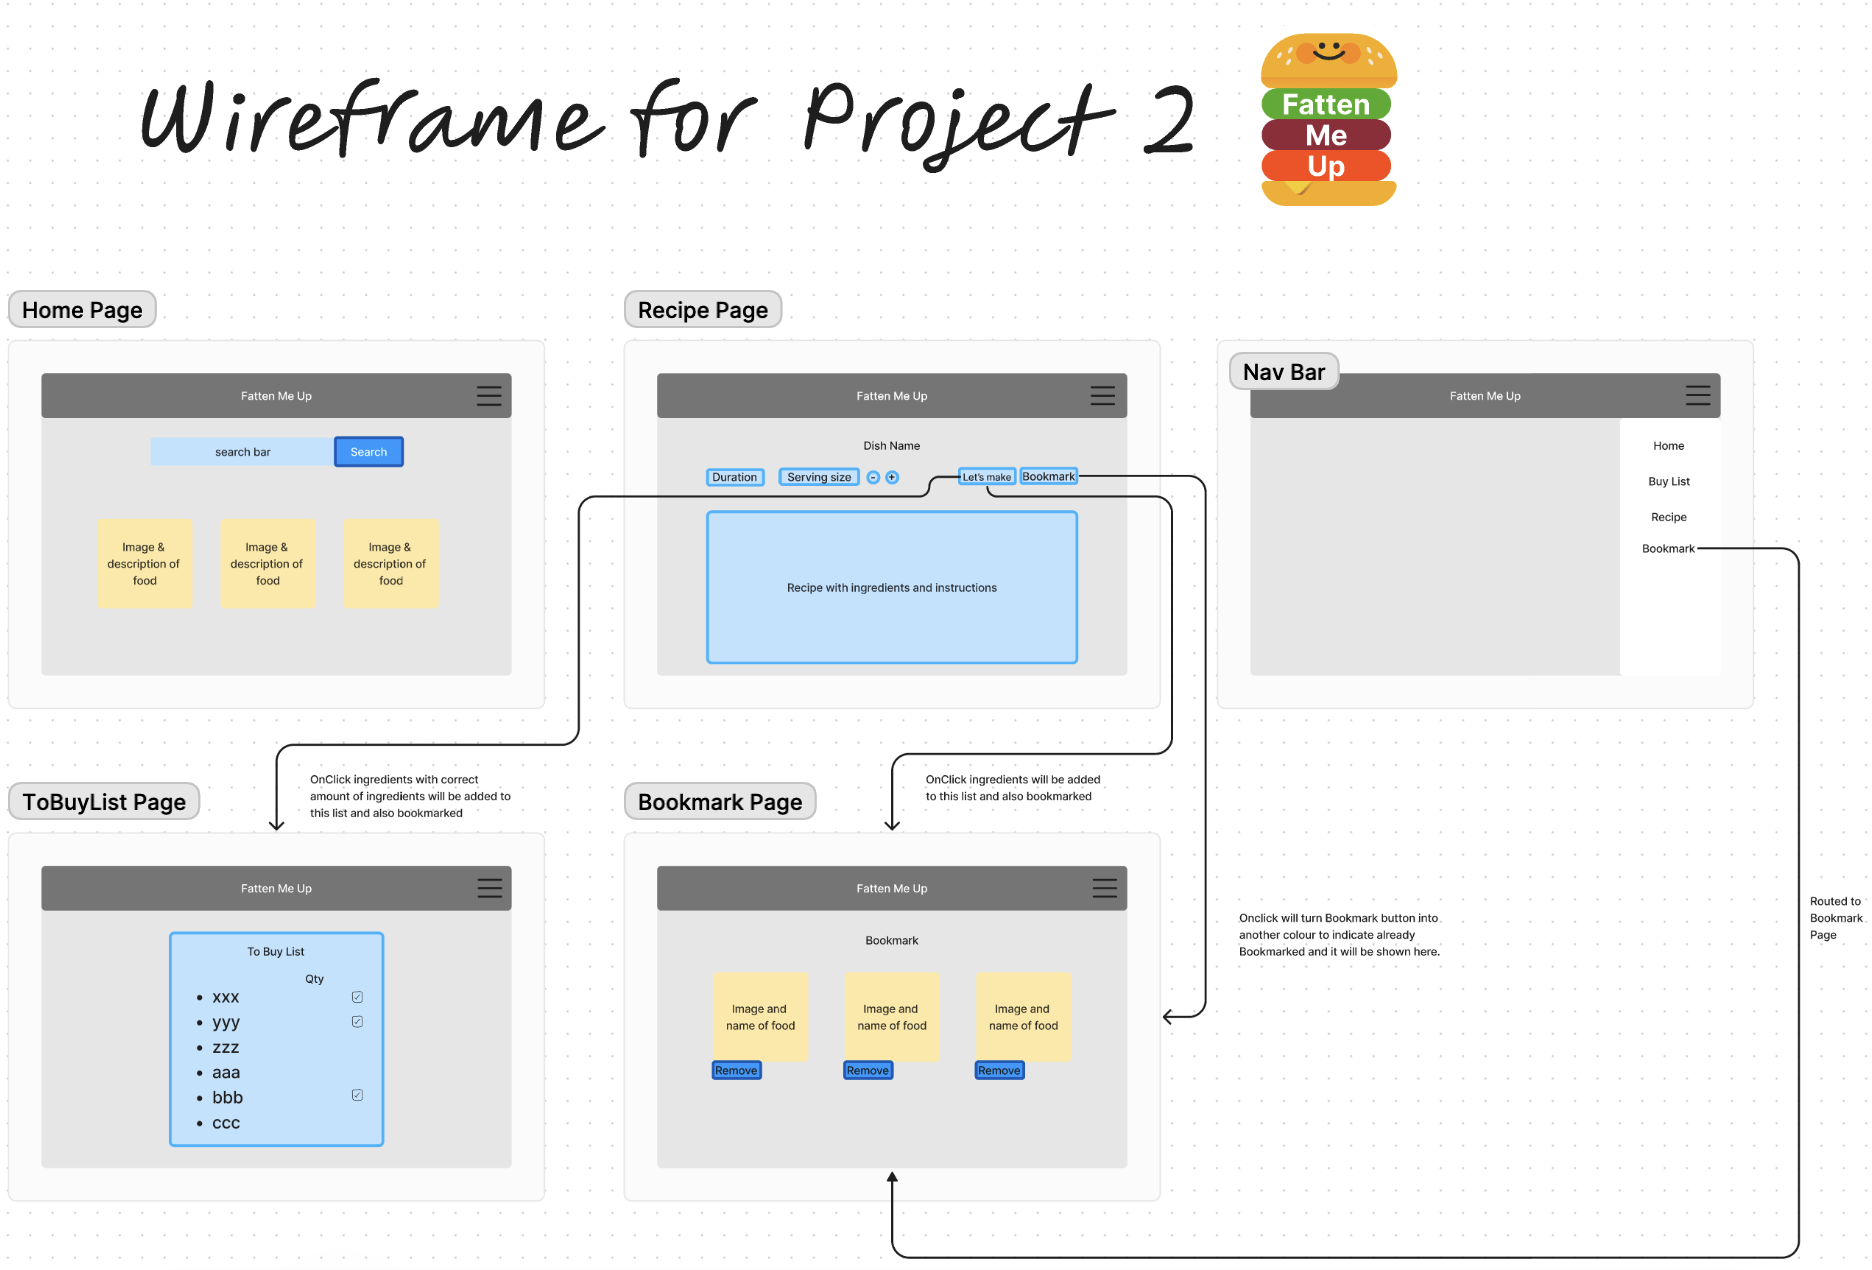 Wireframe for Project 2
Fatten
Me
Up
Home Page
Fatten Me Up
search bar
Search
Image &
description of
food
Image &
description of
food
Image &
description of
food
Recipe Page
Fatten Me Up
Dish Name
Duration
Serving size
-
+
Let's make
Bookmark
Recipe with ingredients and instructions
Nav Bar
Fatten Me Up
Home
Buy List
Recipe
Bookmark
ToBuyList Page
OnClick ingredients with correct
amount of ingredients will be added to
this list and also bookmarked
Fatten Me Up
To Buy List
Qty
• xxx
• yyy
• zzz
• aaa
• bbb
• ccc
Bookmark Page
OnClick ingredients will be added
to this list and also bookmarked
Fatten Me Up
Bookmark
Image and
name of food
Remove
Image and
name of food
Remove
Image and
name of food
Remove
Onclick will turn Bookmark button into
another colour to indicate already
Bookmarked and it will be shown here.
Routed to
Bookmark
Page